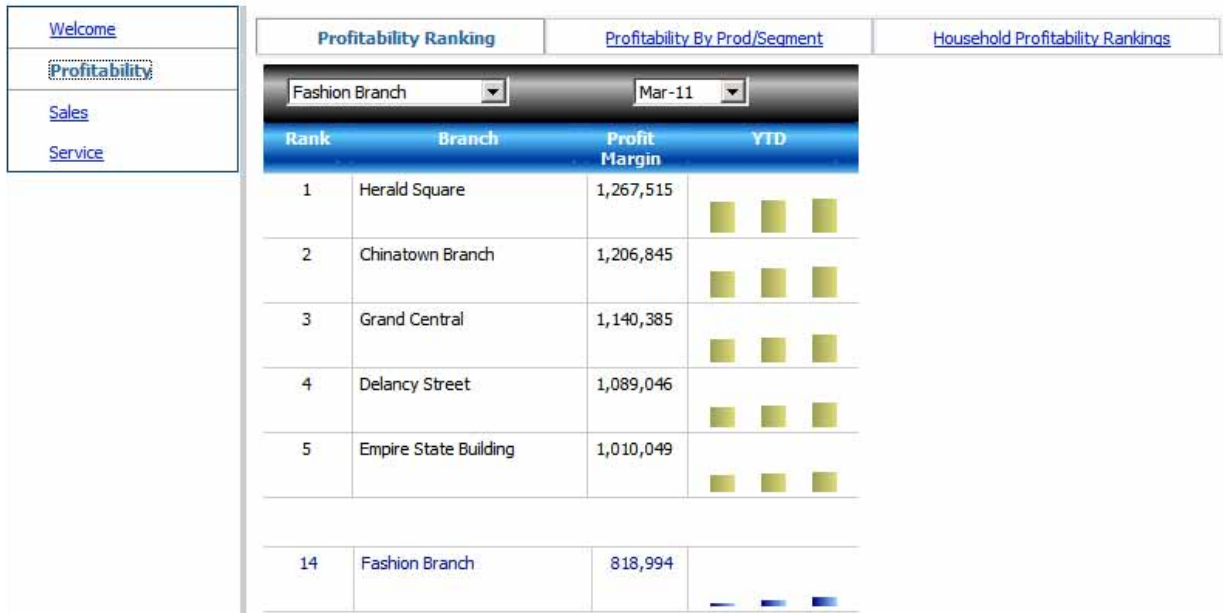 Welcome
Profitability
Sales
Service
Profitability Ranking Profitability By Prod/Segment Household Profitability Rankings
Fashion Branch Mar-11
Rank Branch Profit Margin YTD
1 Herald Square 1,267,515
2 Chinatown Branch 1,206,845
3 Grand Central 1,140,385
4 Delancy Street 1,089,046
5 Empire State Building 1,010,049
14 Fashion Branch 818,994